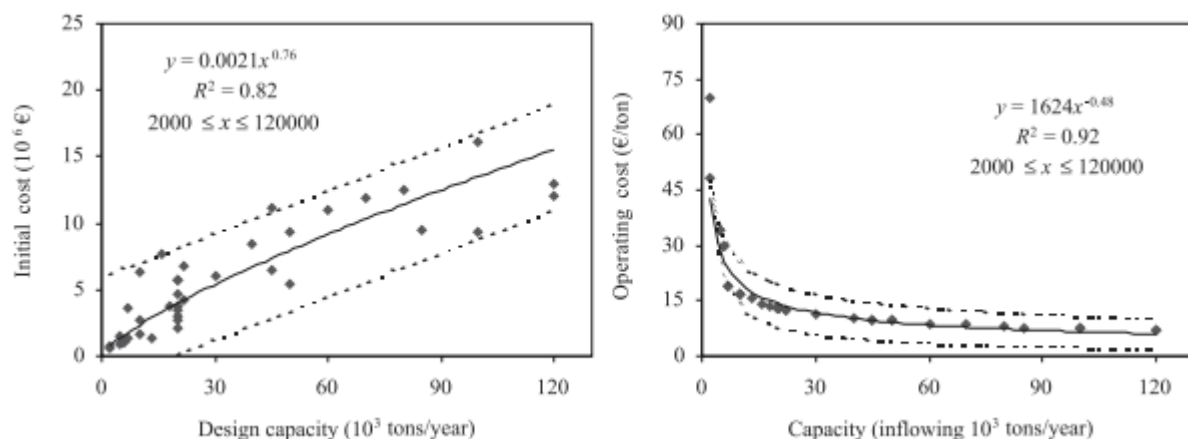 25
20
15
10
5
0
Initial cost (10⁶ €)
y = 0.0021x^0.76
R² = 0.82
2000 ≤ x ≤ 120000
0 30 60 90 120
Design capacity (10³ tons/year)
90
75
60
45
30
15
0
Operating cost (€/ton)
y = 1624x^-0.48
R² = 0.92
2000 ≤ x ≤ 120000
0 30 60 90 120
Capacity (inflowing 10³ tons/year)